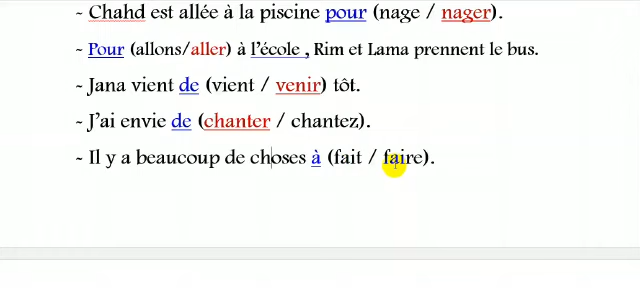 ~ Chahd est allée à la piscine pour (nage / nager).
~ Pour (allons/aller) à l'école , Rim et Lama prennent le bus.
~ Jana vient de (vient / venir) tôt.
~ J'ai envie de (chanter / chantez).
~ Il y a beaucoup de choses à (fait / faire).